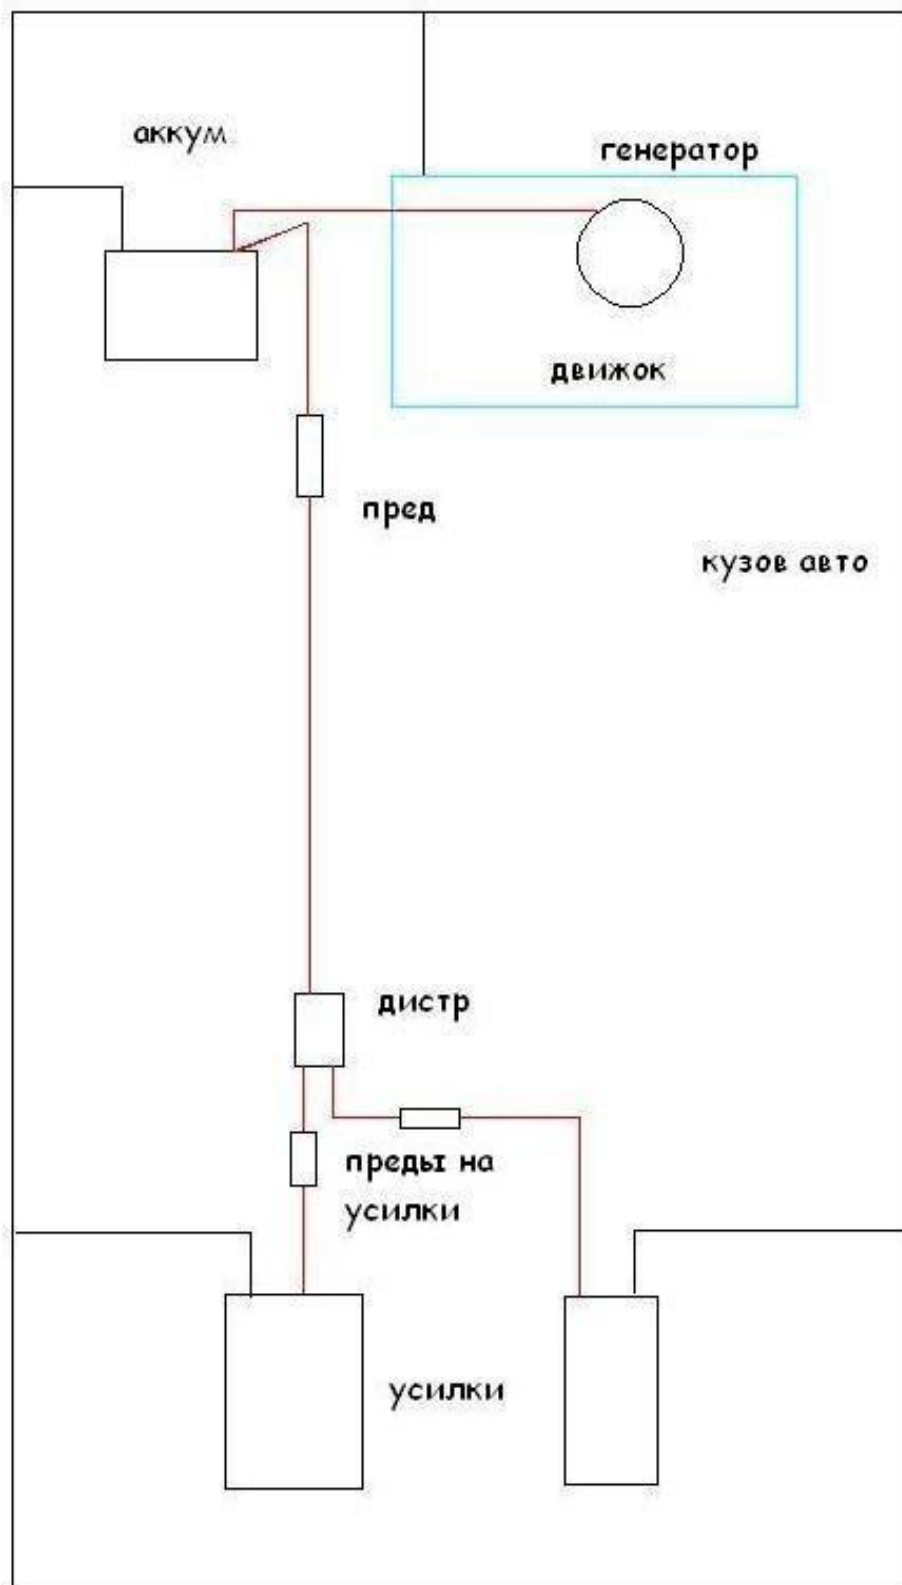 аккум
генератор
движок
пред
кузов авто
дистр
преды на
усилки
усилки